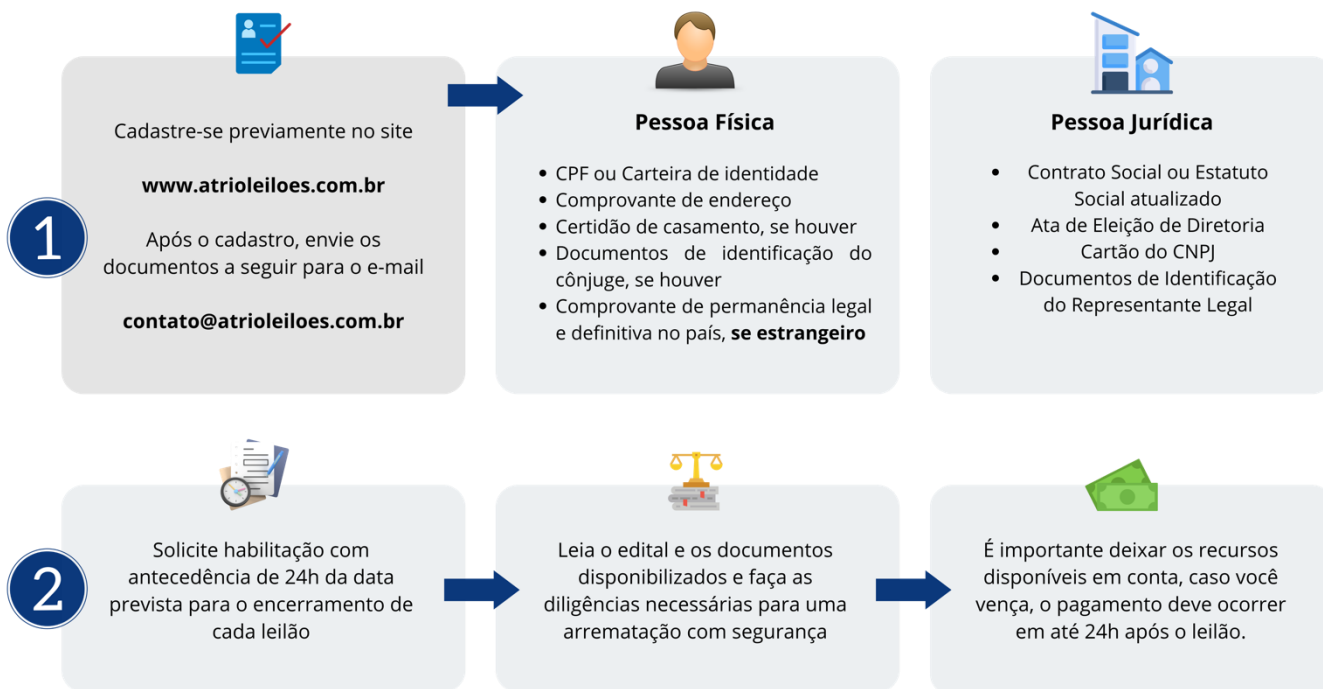 1
Cadastre-se previamente no site
www.atrioleiloes.com.br
Após o cadastro, envie os
documentos a seguir para o e-mail
contato@atrioleiloes.com.br
Pessoa Física
• CPF ou Carteira de identidade
• Comprovante de endereço
• Certidão de casamento, se houver
• Documentos de identificação do
cônjuge, se houver
• Comprovante de permanência legal
e definitiva no país, se estrangeiro
Pessoa Jurídica
• Contrato Social ou Estatuto
Social atualizado
• Ata de Eleição de Diretoria
• Cartão do CNPJ
• Documentos de Identificação
do Representante Legal
2
Solicite habilitação com
antecedência de 24h da data
prevista para o encerramento de
cada leilão
Leia o edital e os documentos
disponibilizados e faça as
diligências necessárias para uma
arrematação com segurança
É importante deixar os recursos
disponíveis em conta, caso você
vença, o pagamento deve ocorrer
em até 24h após o leilão.